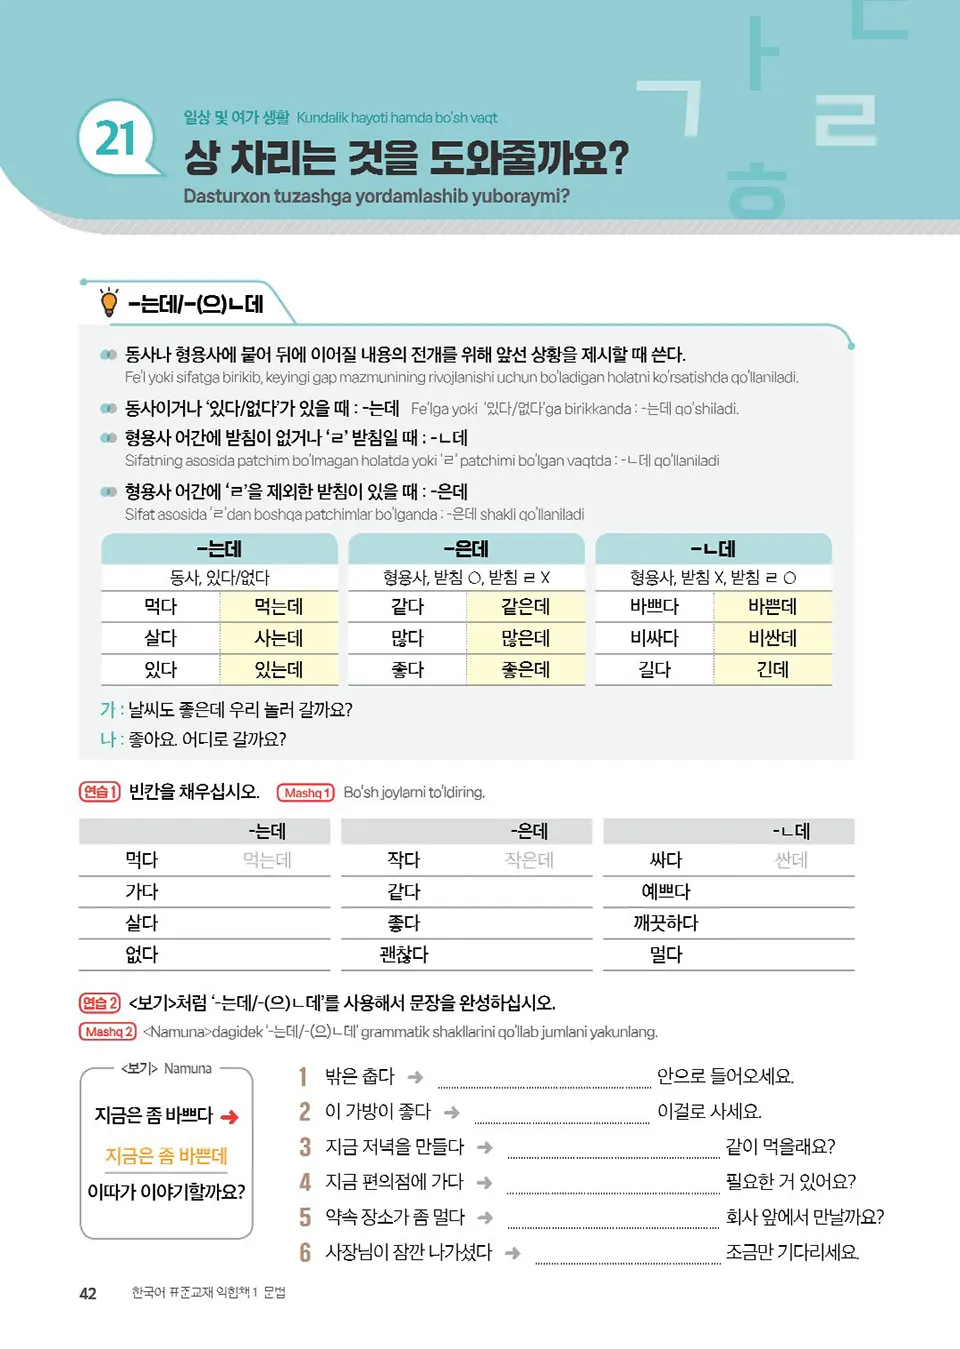 21
일상 및 여가 생활 Kundalik hayoti hamda bo'sh vaqt
상 차리는 것을 도와줄까요?
Dasturxon tuzashga yordamlashib yuboraymi?
ㄱ ㅏ ㄹ ㅎ ㄷ
-는데/-(으)ㄴ데
동사나 형용사에 붙어 뒤에 이어질 내용의 전개를 위해 앞선 상황을 제시할 때 쓴다.
Fe'l yoki sifatga birikib, keyingi gap mazmunining rivojlanishi uchun bo'ladigan holatni ko'rsatishda qo'llaniladi.
동사이거나 '있다/없다'가 있을 때 : -는데 Fe'lga yoki '있다/없다'ga birikkanda : -는데 qo'shiladi.
형용사 어간에 받침이 없거나 'ㄹ' 받침일 때 : -ㄴ데
Sifatning asosida patchim bo'lmagan holatda yoki 'ㄹ' patchimi bo'lgan vaqtda : -ㄴ데 qo'llaniladi
형용사 어간에 'ㄹ'을 제외한 받침이 있을 때 : -은데
Sifat asosida 'ㄹ'dan boshqa patchimlar bo'lganda : -은데 shakli qo'llaniladi
-는데 -은데 -ㄴ데
동사, 있다/없다 형용사, 받침 O, 받침 ㄹ X 형용사, 받침 X, 받침 ㄹ O
먹다 먹는데 같다 같은데 바쁘다 바쁜데
살다 사는데 많다 많은데 비싸다 비싼데
있다 있는데 좋다 좋은데 길다 긴데
가 : 날씨도 좋은데 우리 놀러 갈까요?
나 : 좋아요. 어디로 갈까요?
연습 1 빈칸을 채우십시오. Mashq 1 Bo'sh joylarni to'ldiring.
-는데 -은데 -ㄴ데
먹다 먹는데 작다 작은데 싸다 싼데
가다 같다 예쁘다
살다 좋다 깨끗하다
없다 괜찮다 멀다
연습 2 <보기>처럼 '-는데/-(으)ㄴ데'를 사용해서 문장을 완성하십시오.
Mashq 2 <Namuna>dagidek '-는데/-(으)ㄴ데' grammatik shakllarini qo'llab jumlani yakunlang.
<보기> Namuna
지금은 좀 바쁘다 ➔
지금은 좀 바쁜데
이따가 이야기할까요?
1 밖은 춥다 ➔ 안으로 들어오세요.
2 이 가방이 좋다 ➔ 이걸로 사세요.
3 지금 저녁을 만들다 ➔ 같이 먹을래요?
4 지금 편의점에 가다 ➔ 필요한 거 있어요?
5 약속 장소가 좀 멀다 ➔ 회사 앞에서 만날까요?
6 사장님이 잠깐 나가셨다 ➔ 조금만 기다리세요.
42 한국어 표준교재 익힘책 1 문법